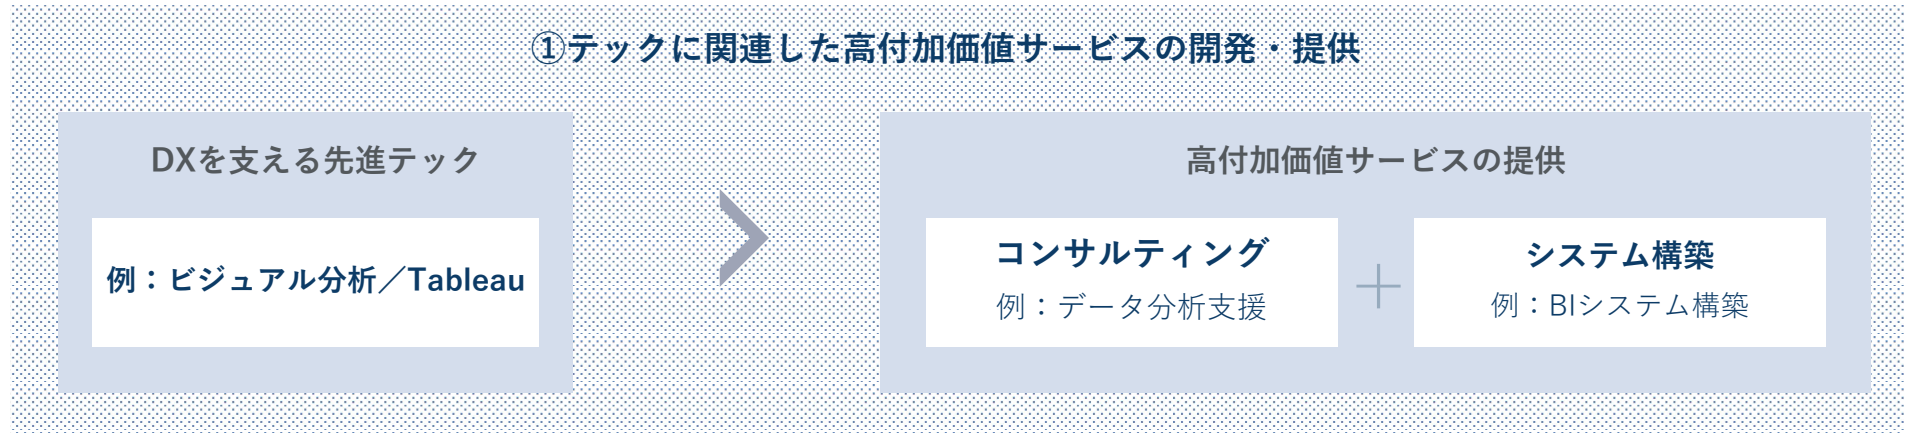 ①テックに関連した高付加価値サービスの開発・提供
DXを支える先進テック
例：ビジュアル分析／Tableau
高付加価値サービスの提供
コンサルティング
例：データ分析支援
＋
システム構築
例：BIシステム構築